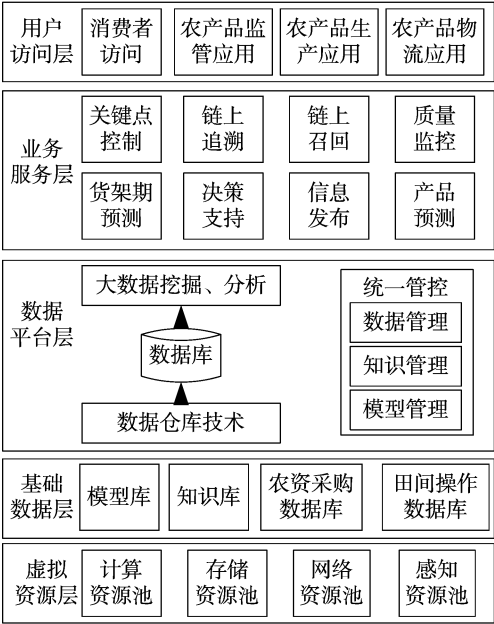 用户
访问层
消费者
访问
农产品监
管应用
农产品生
产应用
农产品物
流应用
业务
服务层
关键点
控制
链上
追溯
链上
召回
质量
监控
货架期
预测
决策
支持
信息
发布
产品
预测
数据
平台层
大数据挖掘、分析
数据库
数据仓库技术
统一管控
数据管理
知识管理
模型管理
基础
数据层
模型库
知识库
农资采购
数据库
田间操作
数据库
虚拟
资源层
计算
资源池
存储
资源池
网络
资源池
感知
资源池